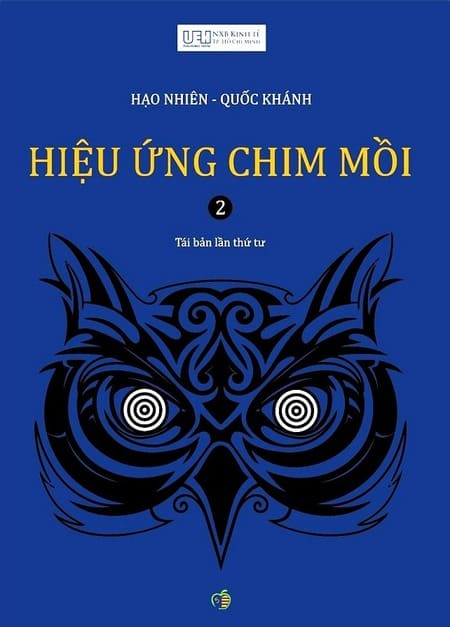 UEH NXB KINH TẾ
TP. HỒ CHÍ MINH
HẠO NHIÊN - QUỐC KHÁNH
HIỆU ỨNG CHIM MỒI
2
Tái bản lần thứ tư